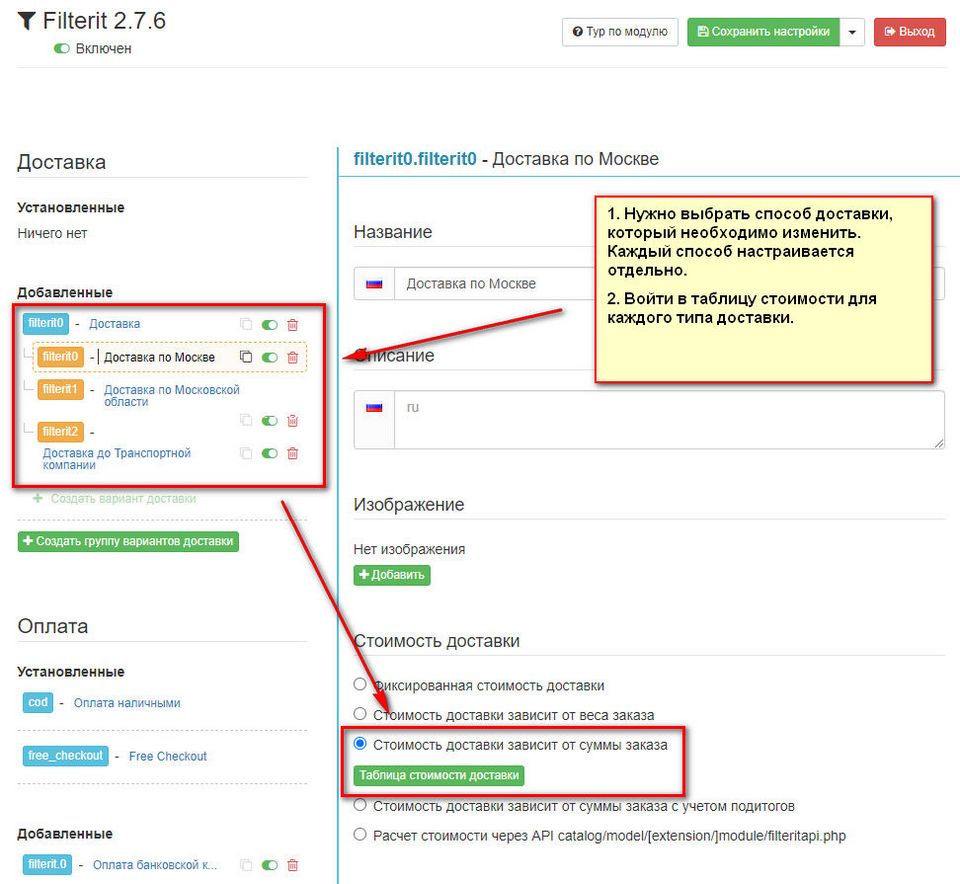 Filterit 2.7.6
Включен
Тур по модулю
Сохранить настройки
Выход
Доставка
Установленные
Ничего нет
Добавленные
filterit0 - Доставка
filterit0 - Доставка по Москве
filterit1 - Доставка по Московской
области
filterit2 -
Доставка до Транспортной
компании
Создать вариант доставки
Создать группу вариантов доставки
Оплата
Установленные
cod - Оплата наличными
free_checkout - Free Checkout
Добавленные
filterit.0 - Оплата банковской к...
filterit0.filterit0 - Доставка по Москве
Название
Доставка по Москве
1. Нужно выбрать способ доставки,
который необходимо изменить.
Каждый способ настраивается
отдельно.
2. Войти в таблицу стоимости для
каждого типа доставки.
Описание
ru
Изображение
Нет изображения
Добавить
Стоимость доставки
Фиксированная стоимость доставки
Стоимость доставки зависит от веса заказа
Стоимость доставки зависит от суммы заказа
Таблица стоимости доставки
Стоимость доставки зависит от суммы заказа с учетом подитогов
Расчет стоимости через API catalog/model/[extension/]module/filteritapi.php